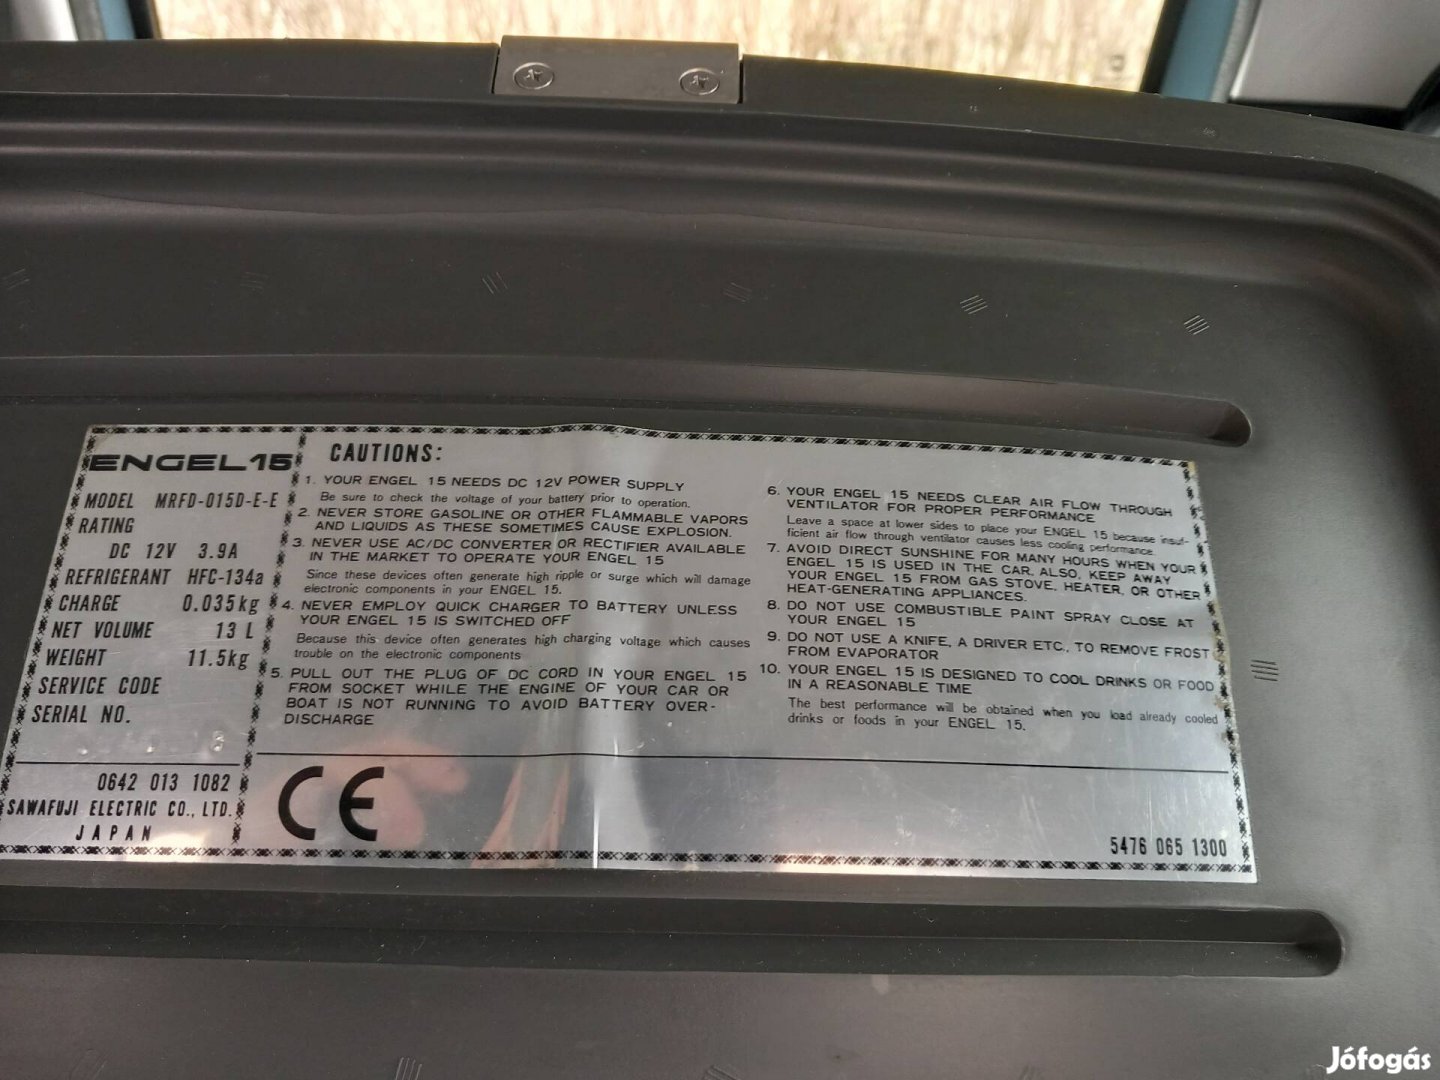 ENGEL15
MODEL MRFD-015D-E-E
RATING
DC 12V 3.9A
REFRIGERANT HFC-134a
CHARGE 0.035kg
NET VOLUME 13 L
WEIGHT 11.5kg
SERVICE CODE
SERIAL NO.
0642 013 1082
SAWAFUJI ELECTRIC CO., LTD.
JAPAN
CAUTIONS:
1. YOUR ENGEL 15 NEEDS DC 12V POWER SUPPLY
Be sure to check the voltage of your battery prior to operation.
2. NEVER STORE GASOLINE OR OTHER FLAMMABLE VAPORS
AND LIQUIDS AS THESE SOMETIMES CAUSE EXPLOSION.
3. NEVER USE AC/DC CONVERTER OR RECTIFIER AVAILABLE
IN THE MARKET TO OPERATE YOUR ENGEL 15
Since these devices often generate high ripple or surge which will damage
electronic components in your ENGEL 15.
4. NEVER EMPLOY QUICK CHARGER TO BATTERY UNLESS
YOUR ENGEL 15 IS SWITCHED OFF
Because this device often generates high charging voltage which causes
trouble on the electronic components
5. PULL OUT THE PLUG OF DC CORD IN YOUR ENGEL 15
FROM SOCKET WHILE THE ENGINE OF YOUR CAR OR
BOAT IS NOT RUNNING TO AVOID BATTERY OVER-
DISCHARGE
6. YOUR ENGEL 15 NEEDS CLEAR AIR FLOW THROUGH
VENTILATOR FOR PROPER PERFORMANCE
Leave a space at lower sides to place your ENGEL 15 because insuf-
ficient air flow through ventilator causes less cooling performance.
7. AVOID DIRECT SUNSHINE FOR MANY HOURS WHEN YOUR
ENGEL 15 IS USED IN THE CAR, ALSO, KEEP AWAY
YOUR ENGEL 15 FROM GAS STOVE, HEATER, OR OTHER
HEAT-GENERATING APPLIANCES.
8. DO NOT USE COMBUSTIBLE PAINT SPRAY CLOSE AT
YOUR ENGEL 15
9. DO NOT USE A KNIFE, A DRIVER ETC., TO REMOVE FROST
FROM EVAPORATOR
10. YOUR ENGEL 15 IS DESIGNED TO COOL DRINKS OR FOOD
IN A REASONABLE TIME
The best performance will be obtained when you load already cooled
drinks or foods in your ENGEL 15.
CE
5476 065 1300
Jófogás